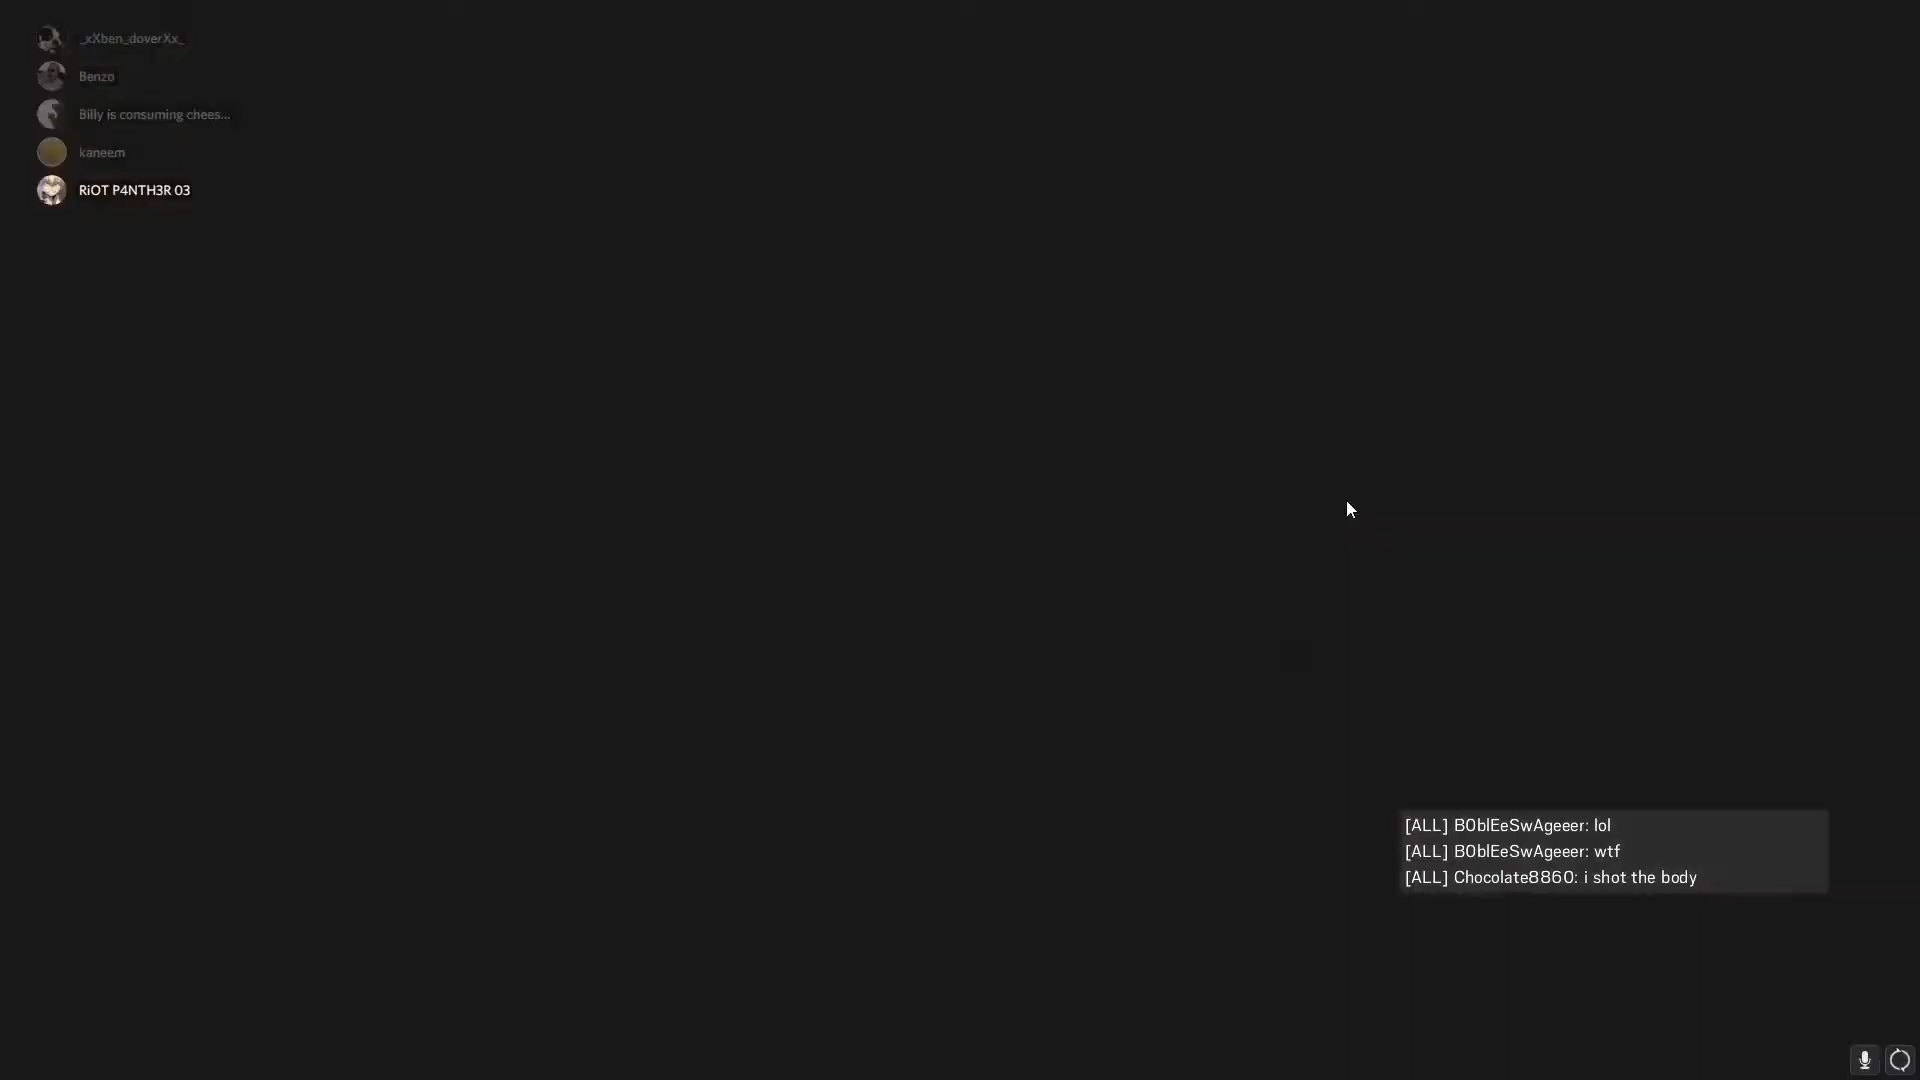 _xXben_doverXx_
Benzo
Billy is consuming chees...
kaneem
RiOT P4NTH3R 03
[ALL] B0blEeSwAgeeer: lol
[ALL] B0blEeSwAgeeer: wtf
[ALL] Chocolate8860: i shot the body